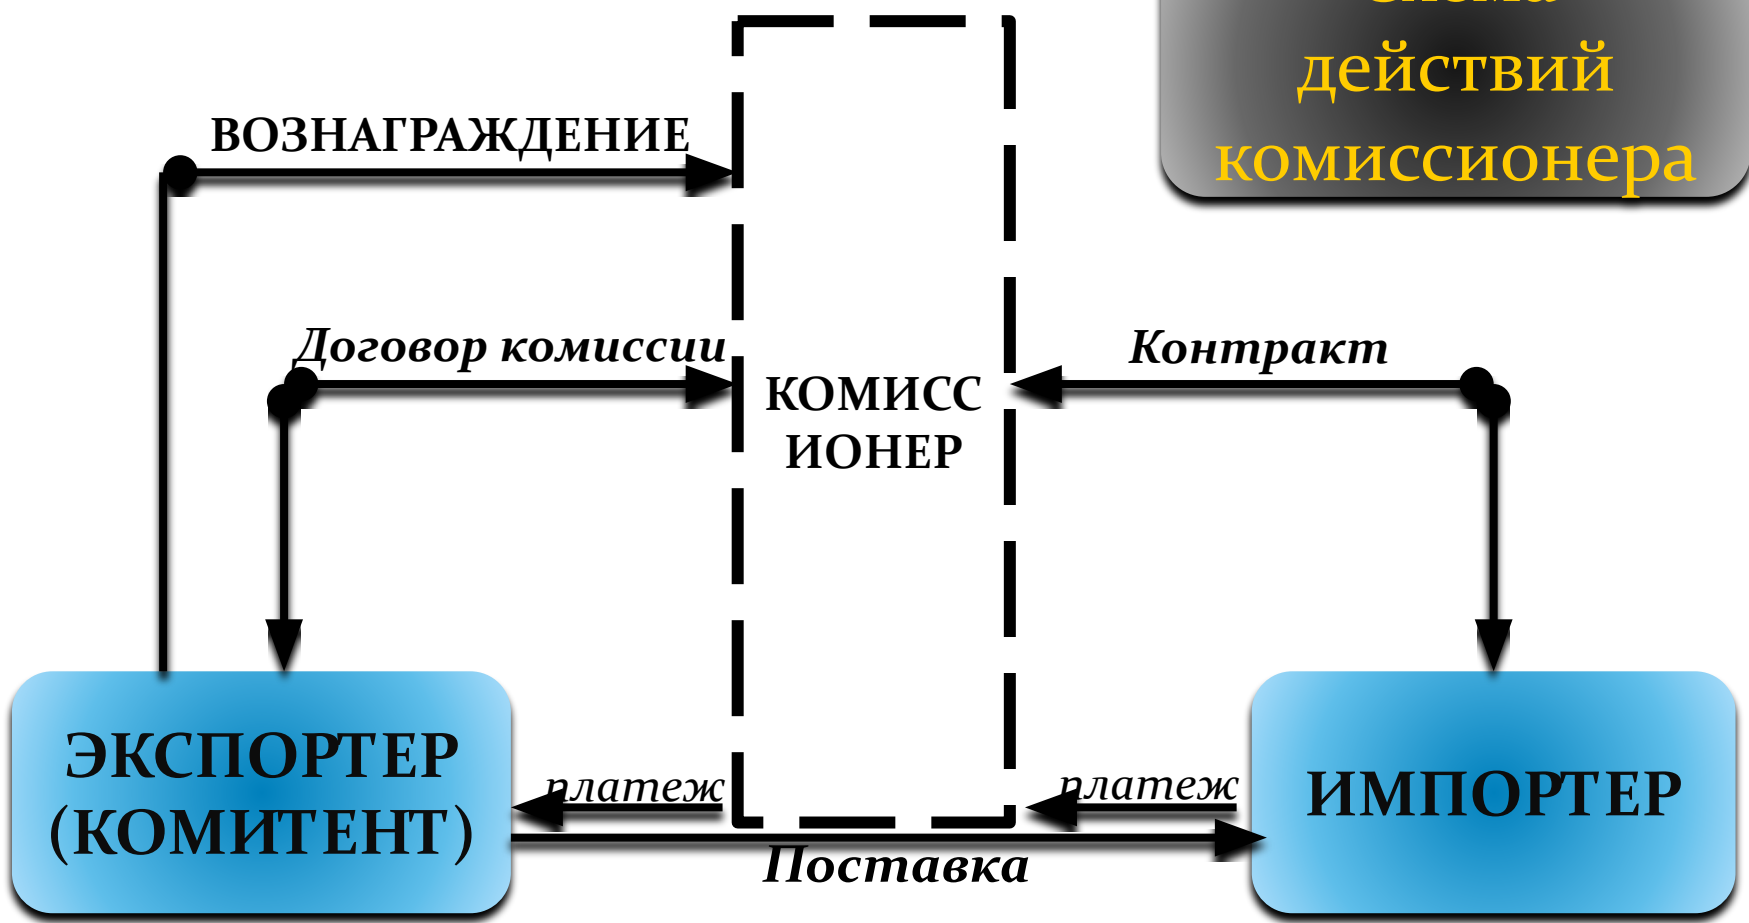 действий
комиссионера
ВОЗНАГРАЖДЕНИЕ
Договор комиссии
Контракт
КОМИСС
ИОНЕР
ЭКСПОРТЕР
(КОМИТЕНТ)
платеж
платеж
ИМПОРТЕР
Поставка